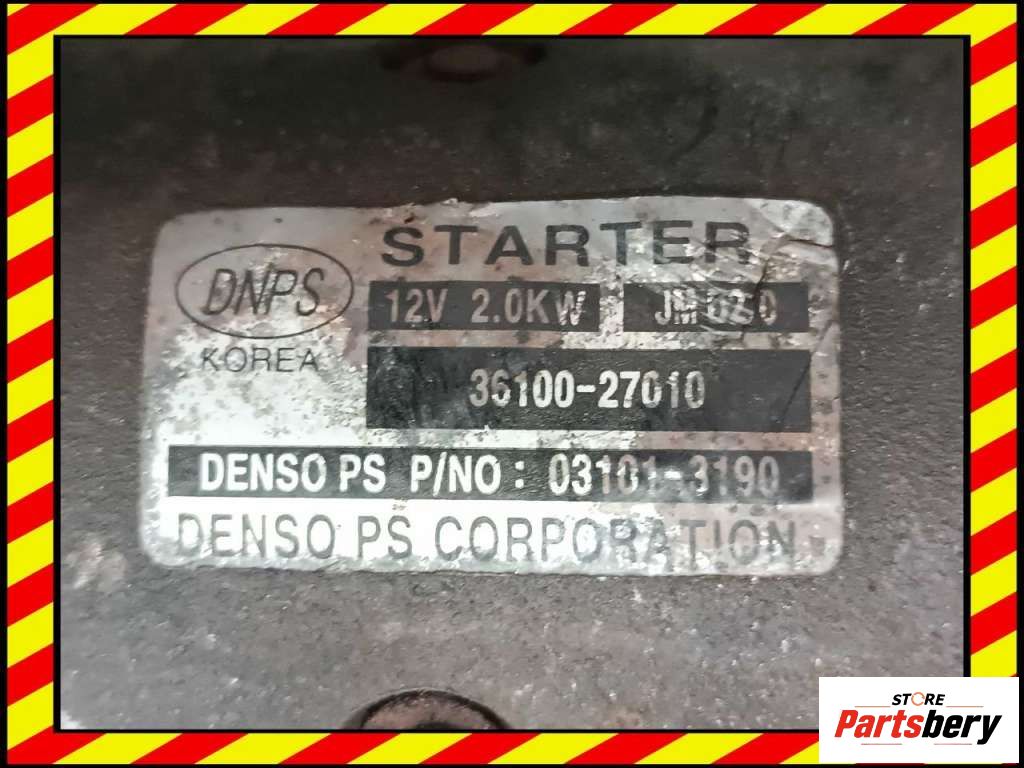 STARTER
DNPS
KOREA
12V 2.0KW
36100-27010
DENSO PS P/NO: 03101-3190
DENSO PS CORPORATION
STORE
Partsbery